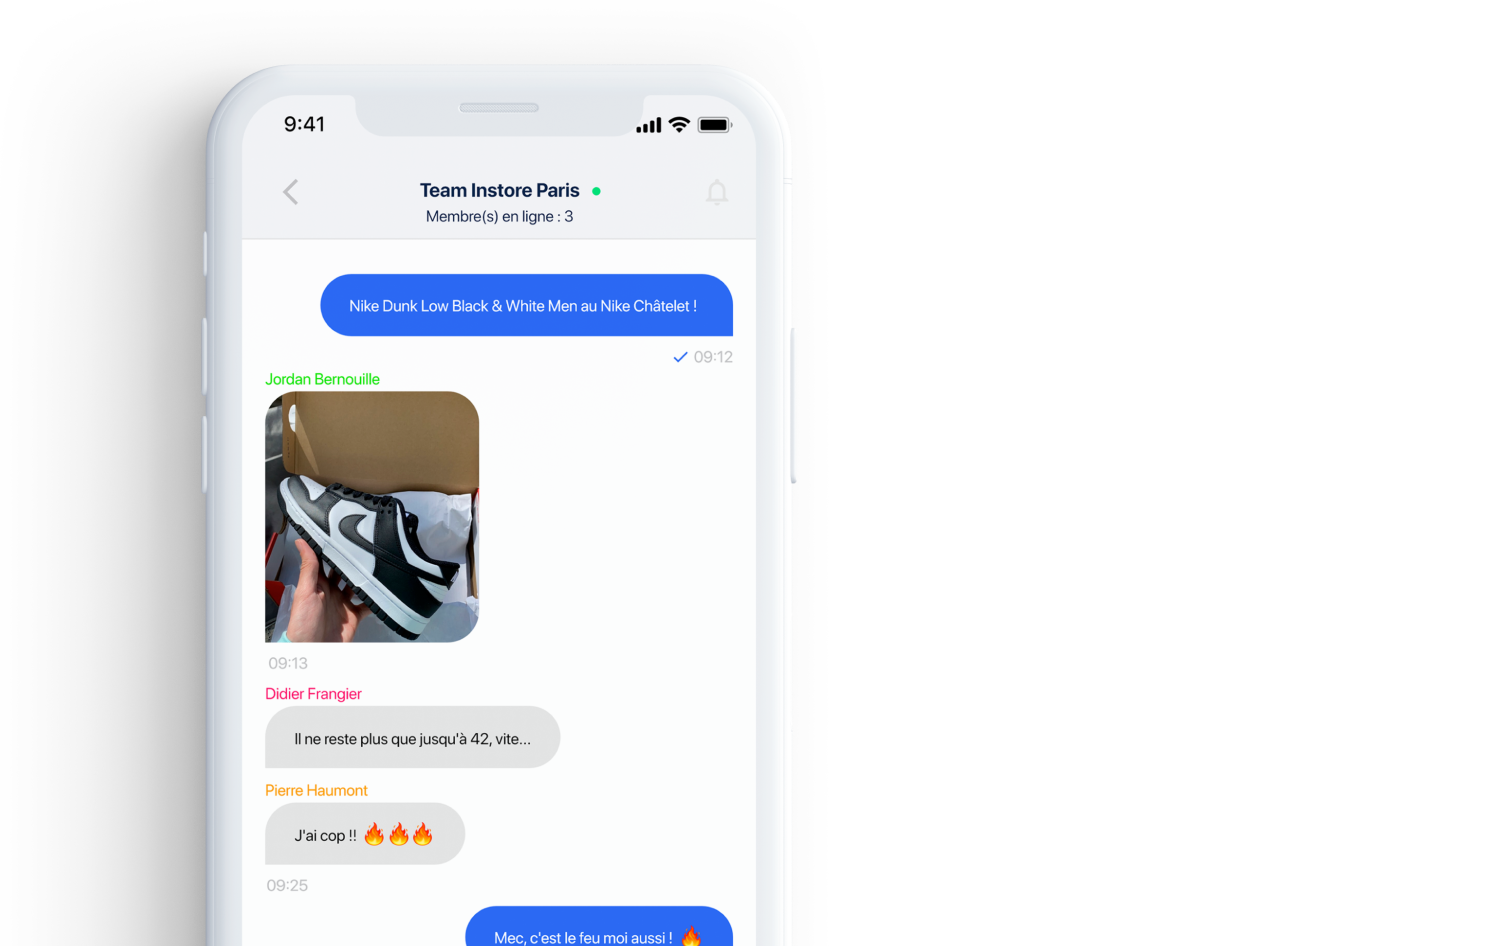 9:41
Team Instore Paris
Membre(s) en ligne : 3
Nike Dunk Low Black & White Men au Nike Châtelet !
09:12
Jordan Bernouille
09:13
Didier Frangier
Il ne reste plus que jusqu'à 42, vite...
Pierre Haumont
J'ai cop !! 🔥🔥🔥
09:25
Mec, c'est le feu moi aussi ! 🔥